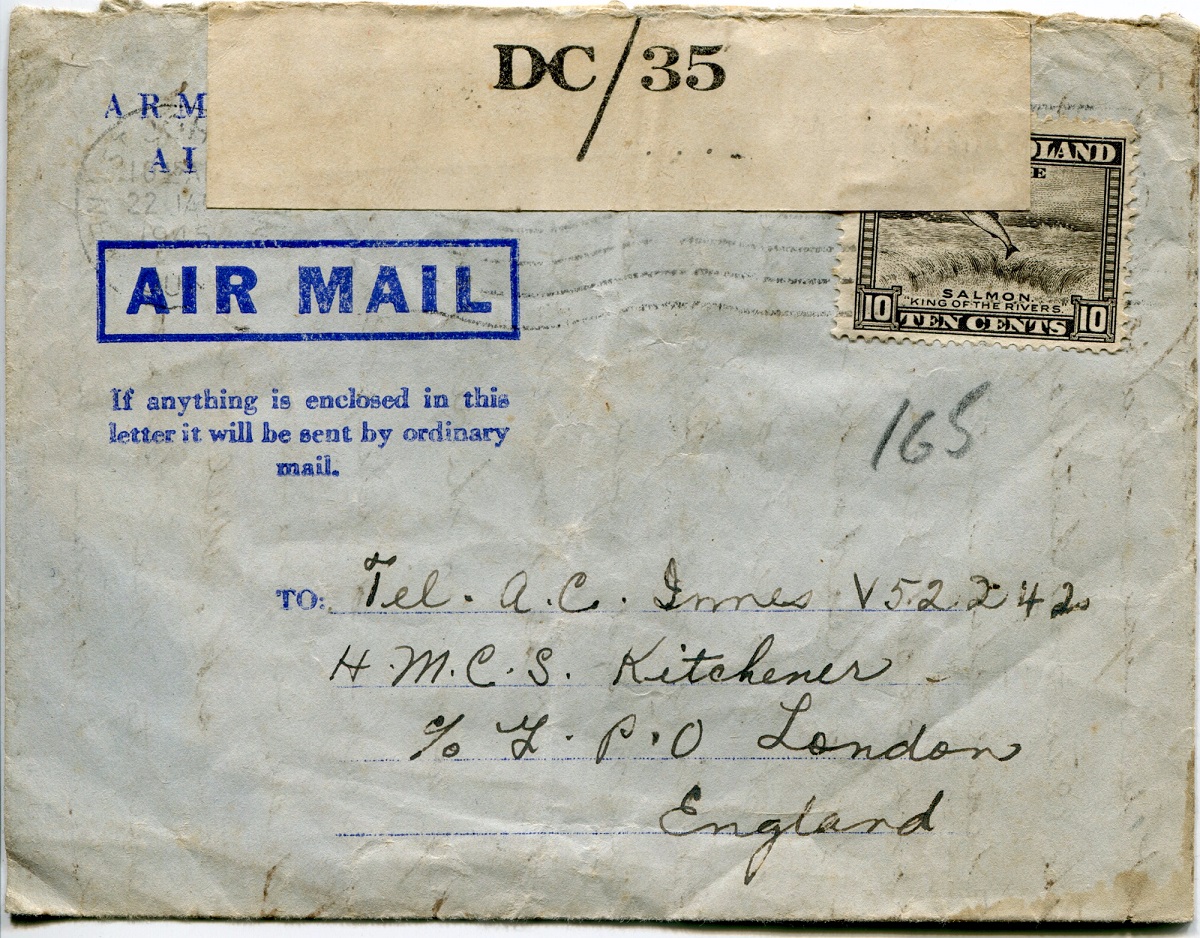 DC/35
ARM
AI
22 JA
1945
LAND
E
AIR MAIL
SALMON
"KING OF THE RIVERS."
10 TEN CENTS 10
If anything is enclosed in this
letter it will be sent by ordinary
mail.
165
TO: Tel. A.C. Innes V52242
H.M.C.S. Kitchener
c/o F.P.O London
England